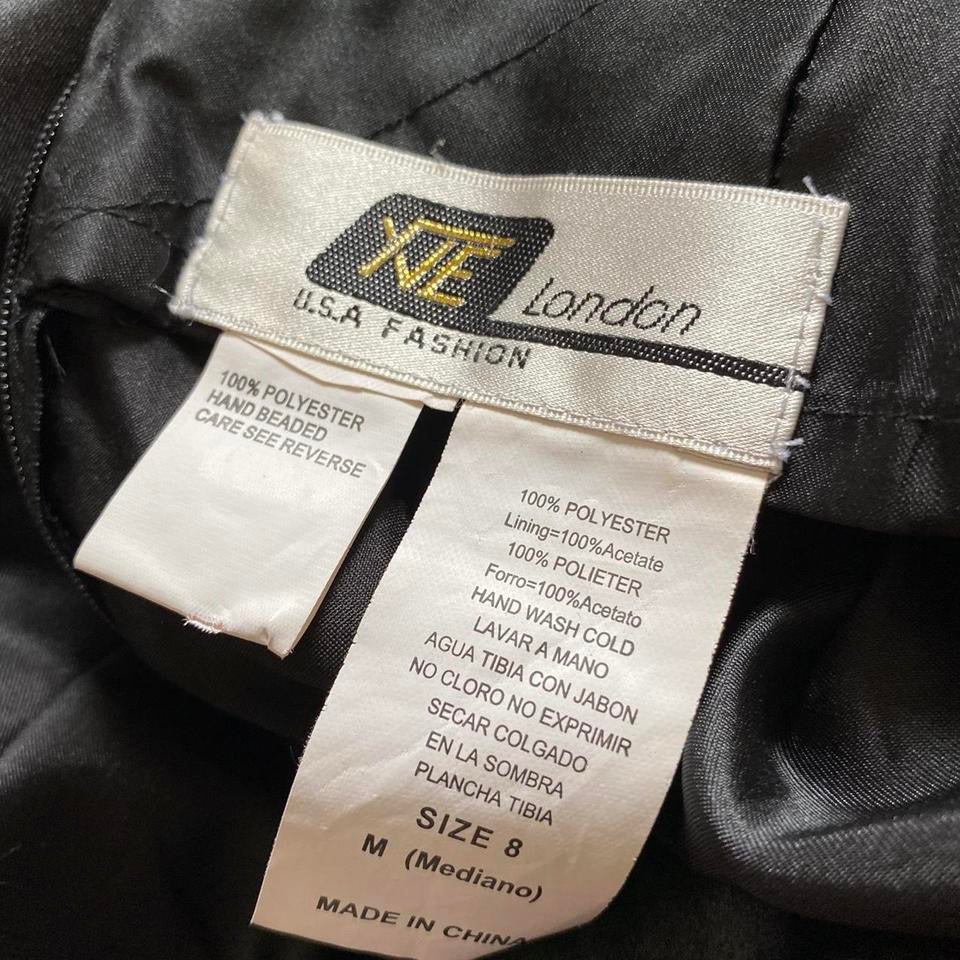 XVE London
U.S.A FASHION
100% POLYESTER
HAND BEADED
CARE SEE REVERSE
100% POLYESTER
Lining=100%Acetate
100% POLIETER
Forro=100%Acetato
HAND WASH COLD
LAVAR A MANO
AGUA TIBIA CON JABON
NO CLORO NO EXPRIMIR
SECAR COLGADO
EN LA SOMBRA
PLANCHA TIBIA
SIZE 8
M (Mediano)
MADE IN CHINA